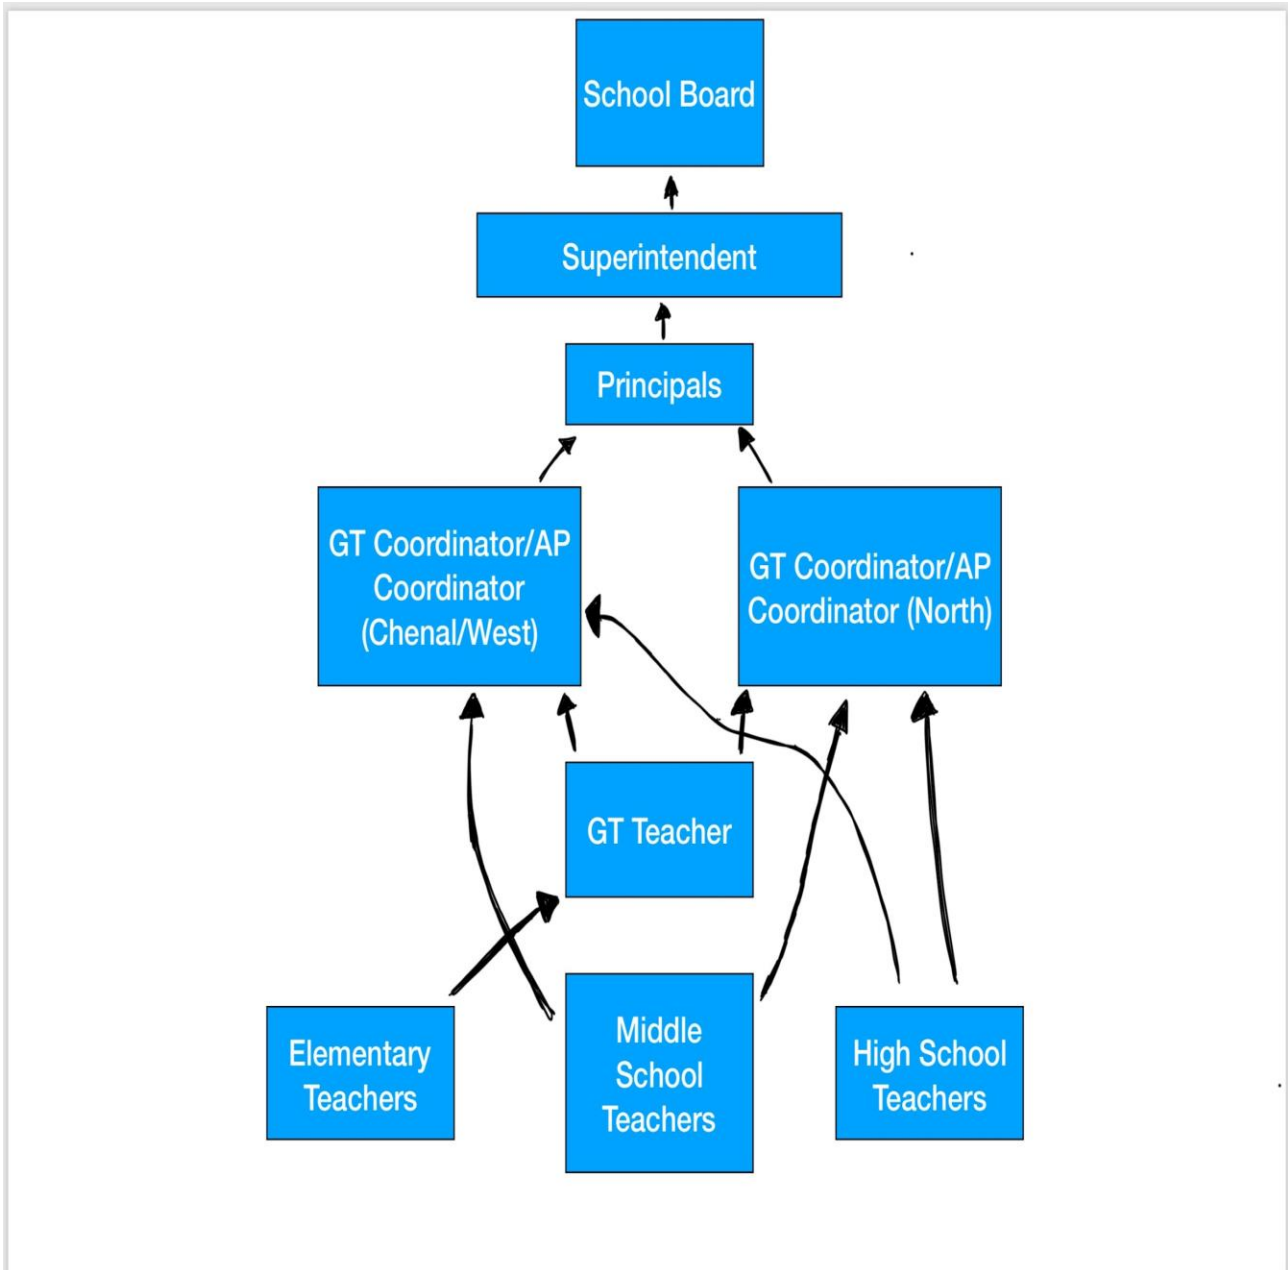 School Board
Superintendent
Principals
GT Coordinator/AP
Coordinator
(Chenal/West)
GT Coordinator/AP
Coordinator (North)
GT Teacher
Elementary
Teachers
Middle
School
Teachers
High School
Teachers